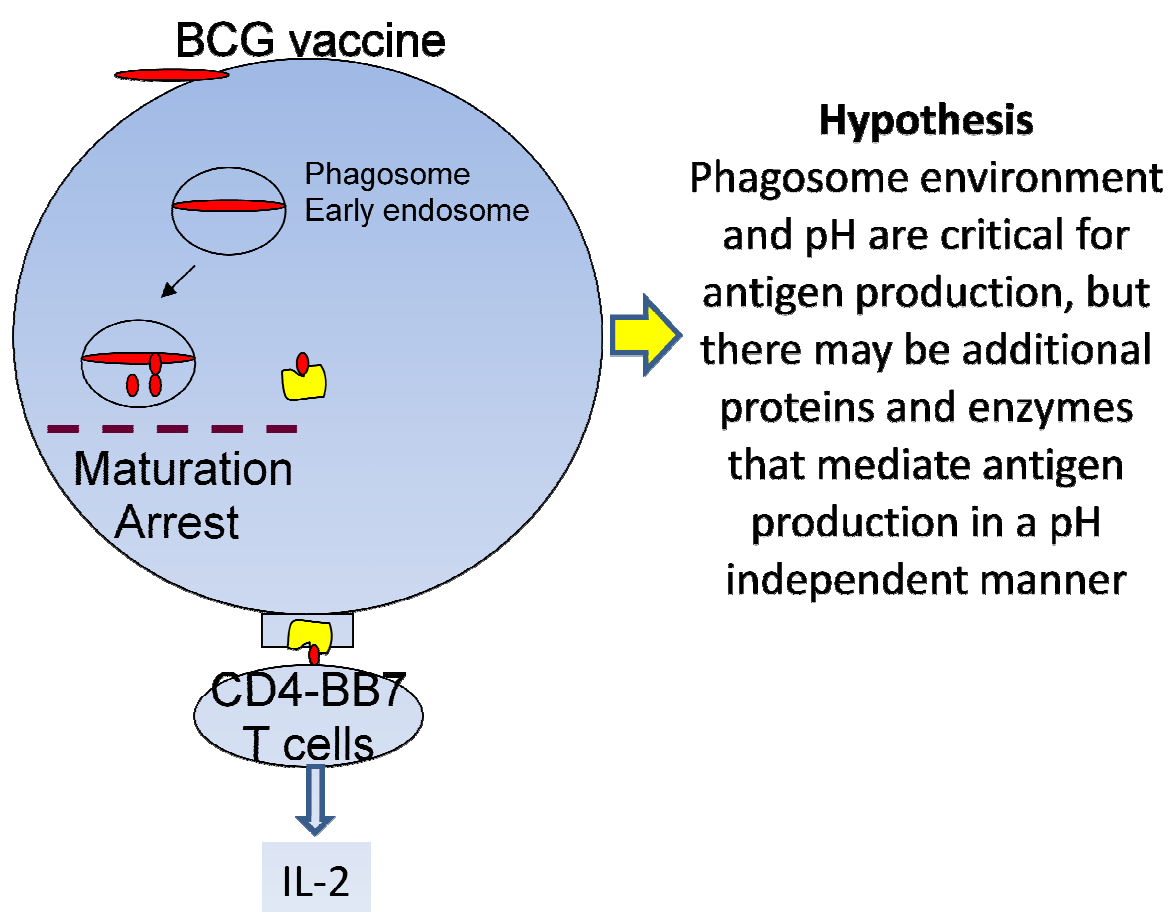 BCG vaccine
Phagosome
Early endosome
Maturation
Arrest
CD4-BB7
T cells
IL-2
Hypothesis
Phagosome environment
and pH are critical for
antigen production, but
there may be additional
proteins and enzymes
that mediate antigen
production in a pH
independent manner